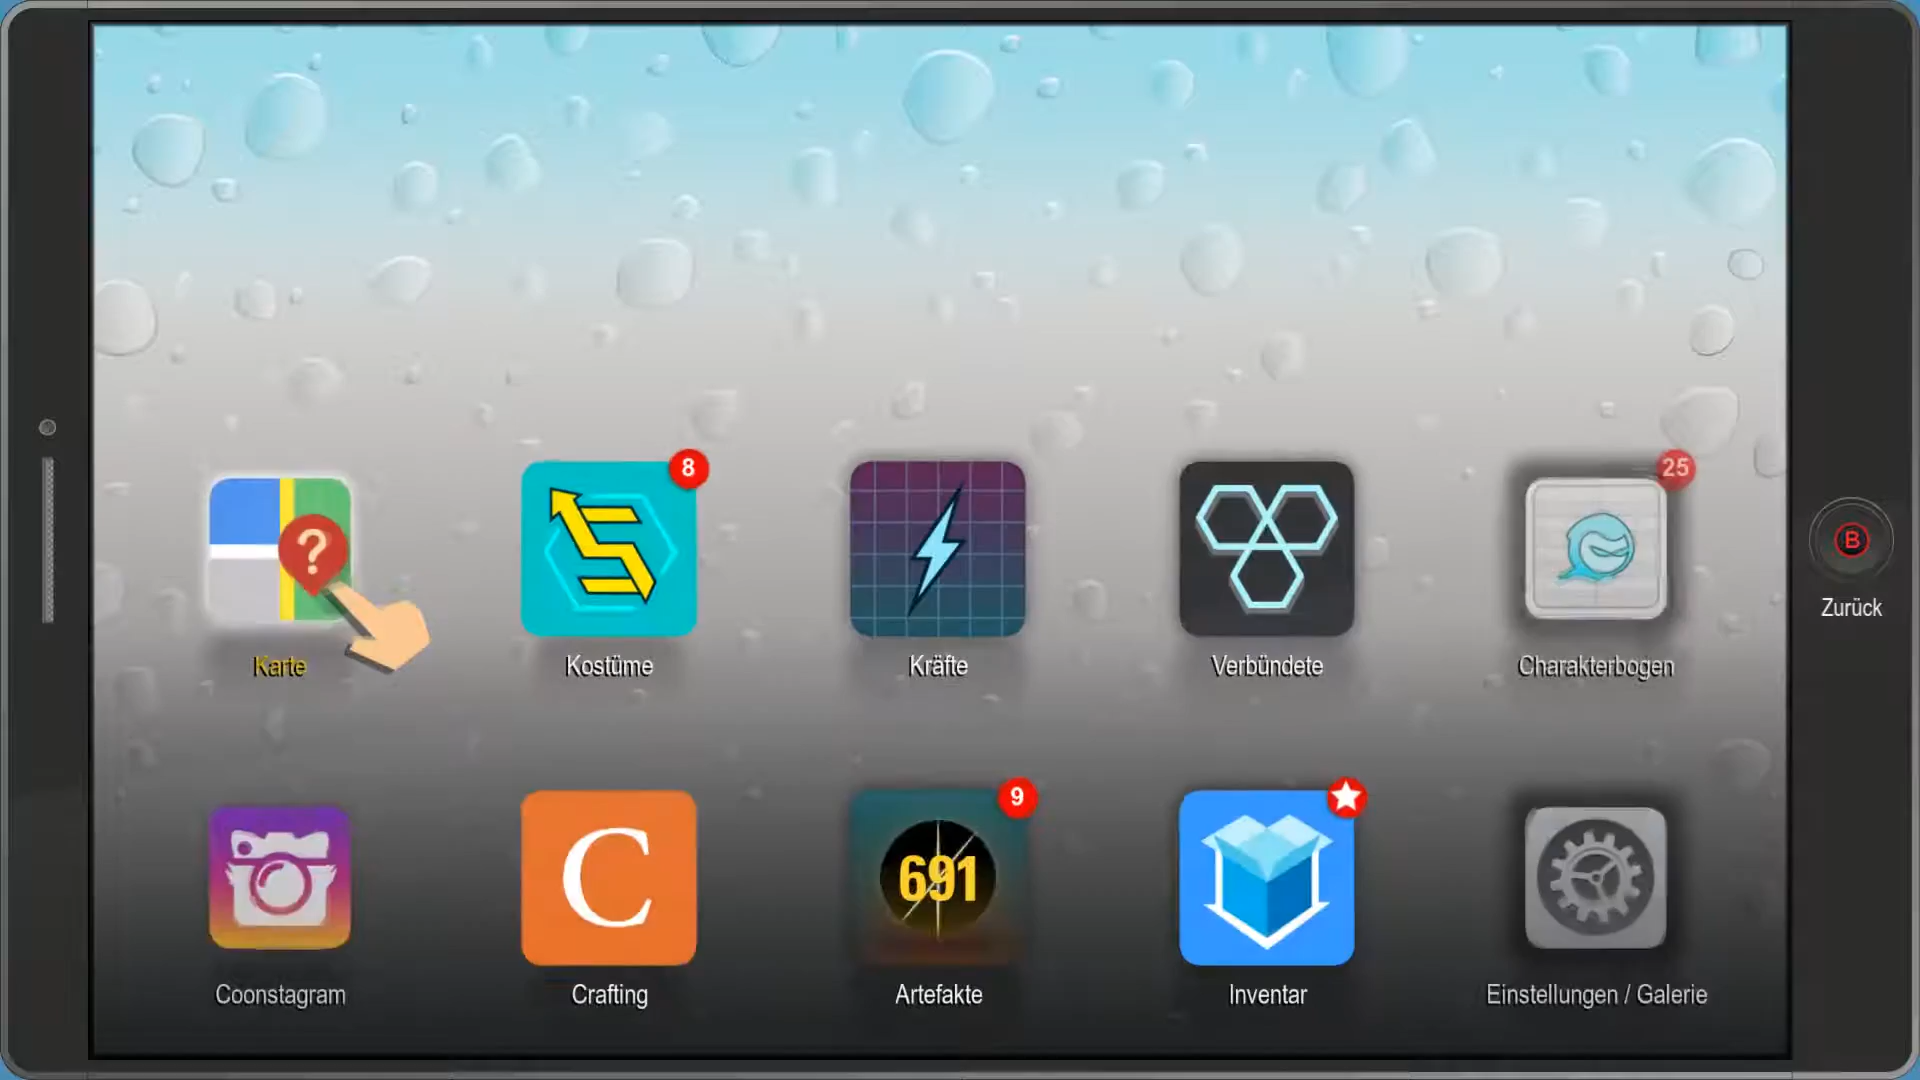 8
25
?
B
Zurück
Karte
Kostüme
Kräfte
Verbündete
Charakterbogen
9
C
691
Coonstagram
Crafting
Artefakte
Inventar
Einstellungen / Galerie